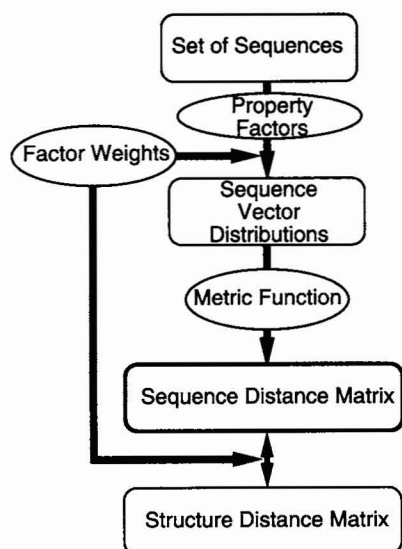 Set of Sequences
Property
Factors
Factor Weights
Sequence
Vector
Distributions
Metric Function
Sequence Distance Matrix
Structure Distance Matrix